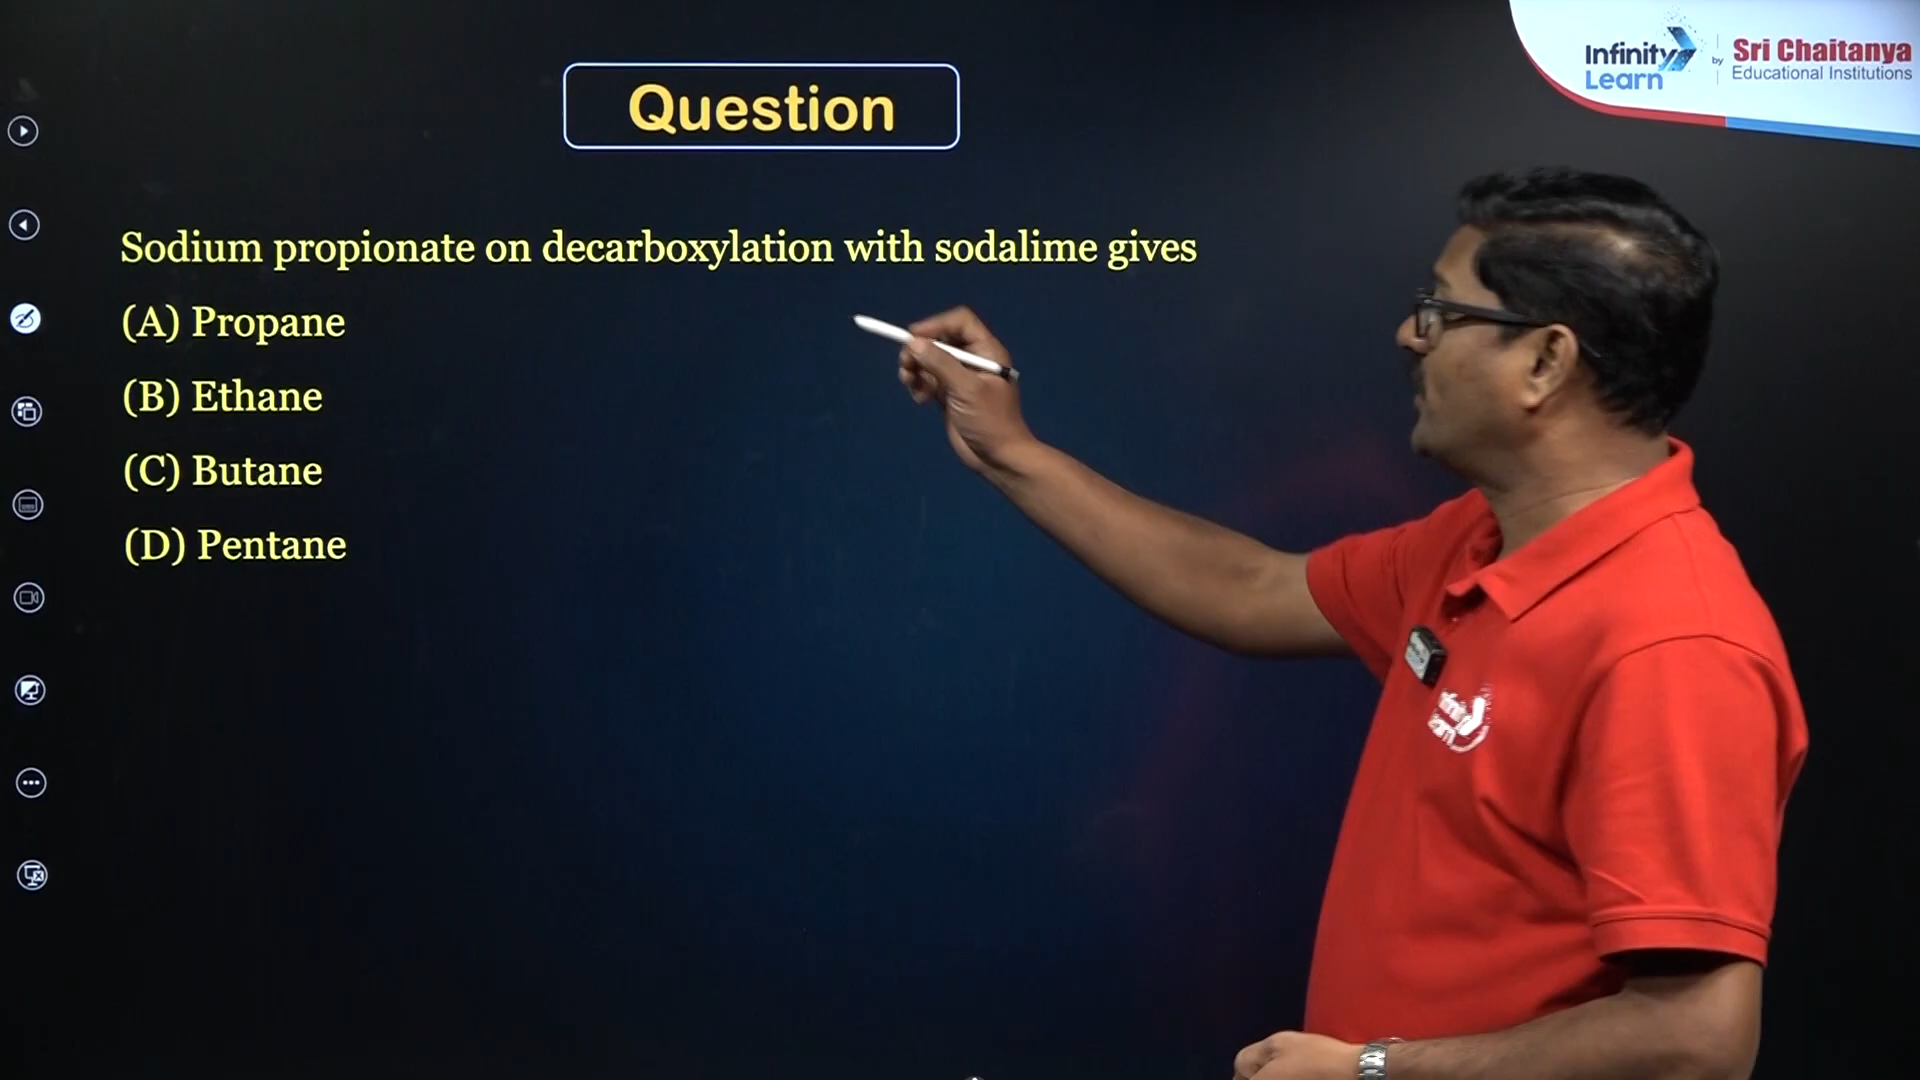 Infinity
Learn
by
Sri Chaitanya
Educational Institutions
Question
Sodium propionate on decarboxylation with sodalime gives
(A) Propane
(B) Ethane
(C) Butane
(D) Pentane